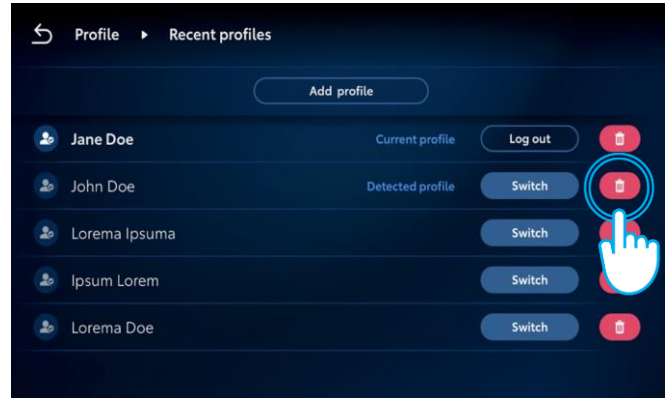 Profile ▸ Recent profiles
Add profile
Jane Doe Current profile Log out
John Doe Detected profile Switch
Lorema Ipsuma Switch
Ipsum Lorem Switch
Lorema Doe Switch